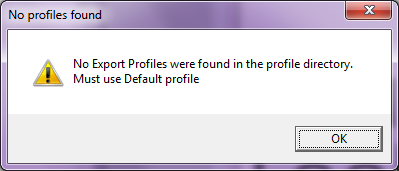 No profiles found
No Export Profiles were found in the profile directory.
Must use Default profile
OK